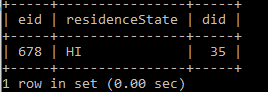 +-----+----------------+-----+
| eid | residenceState | did |
+-----+----------------+-----+
| 678 | HI             |  35 |
+-----+----------------+-----+
1 row in set (0.00 sec)